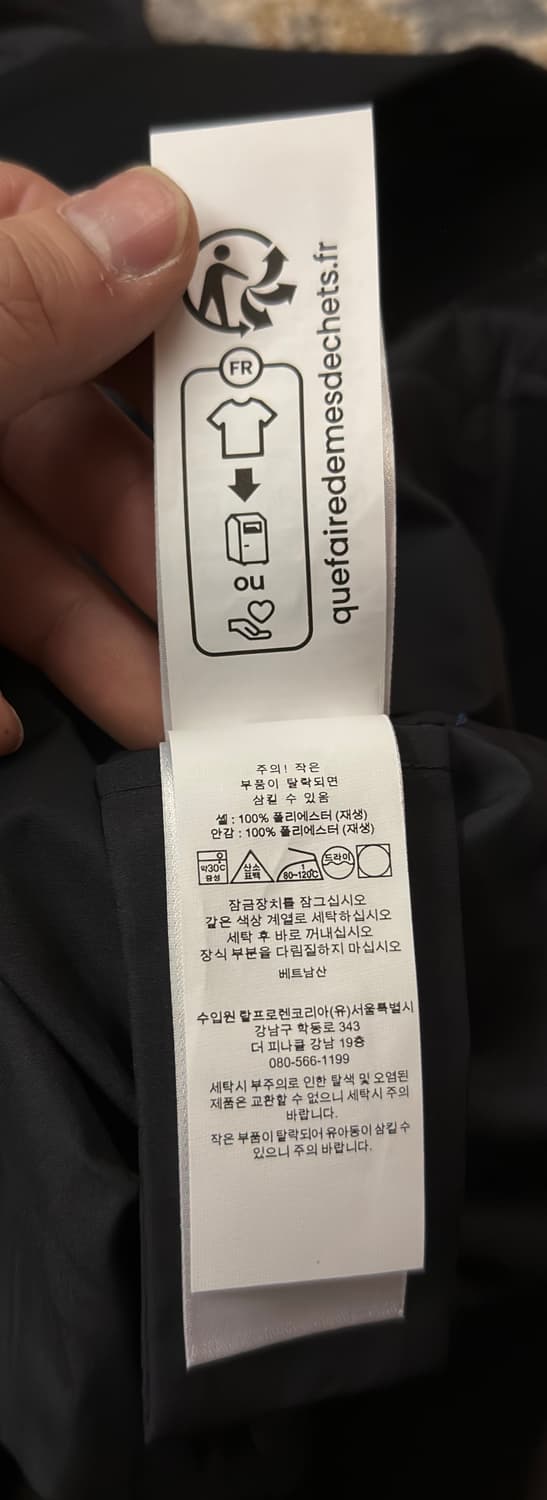 FR
ou
quefairedemesdechets.fr
주의! 작은
부품이 탈락되면
삼킬 수 있음
셸 : 100% 폴리에스터 (재생)
안감 : 100% 폴리에스터 (재생)
약30℃
중성
산소
표백
1
80~120℃
드라이
잠금장치를 잠그십시오
같은 색상 계열로 세탁하십시오
세탁 후 바로 꺼내십시오
장식 부분을 다림질하지 마십시오
베트남산
수입원 랄프로렌코리아(유)서울특별시
강남구 학동로 343
더 피나클 강남 19층
080-566-1199
세탁시 부주의로 인한 탈색 및 오염된
제품은 교환할 수 없으니 세탁시 주의
바랍니다.
작은 부품이 탈락되어 유아동이 삼킬 수
있으니 주의 바랍니다.